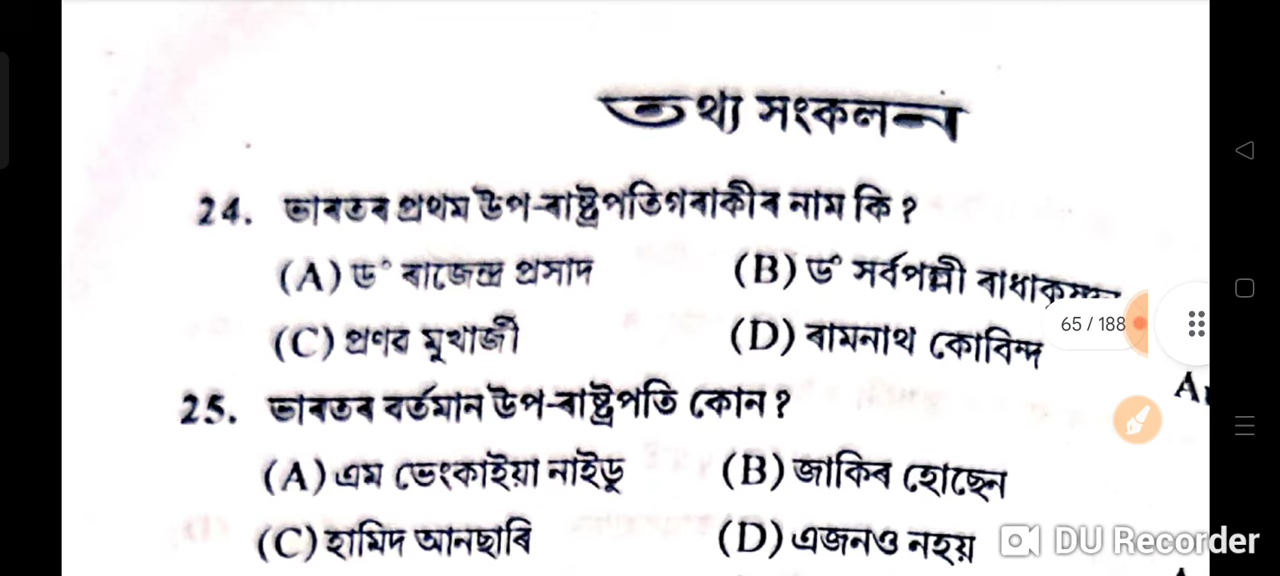 তথ্য সংকলন
24. ভাৰতৰ প্ৰথম উপ-ৰাষ্ট্ৰপতিগৰাকীৰ নাম কি ?
(A) ড° ৰাজেন্দ্ৰ প্ৰসাদ (B) ড° সৰ্বপল্লী ৰাধাকৃষ্ণন
(C) প্ৰণৱ মুখাৰ্জী (D) ৰামনাথ কোবিন্দ
65 / 188
25. ভাৰতৰ বৰ্তমান উপ-ৰাষ্ট্ৰপতি কোন ?
(A) এম ভেংকাইয়া নাইডু (B) জাকিৰ হোছেন
(C) হামিদ আনছাৰি (D) এজনও নহয়
DU Recorder